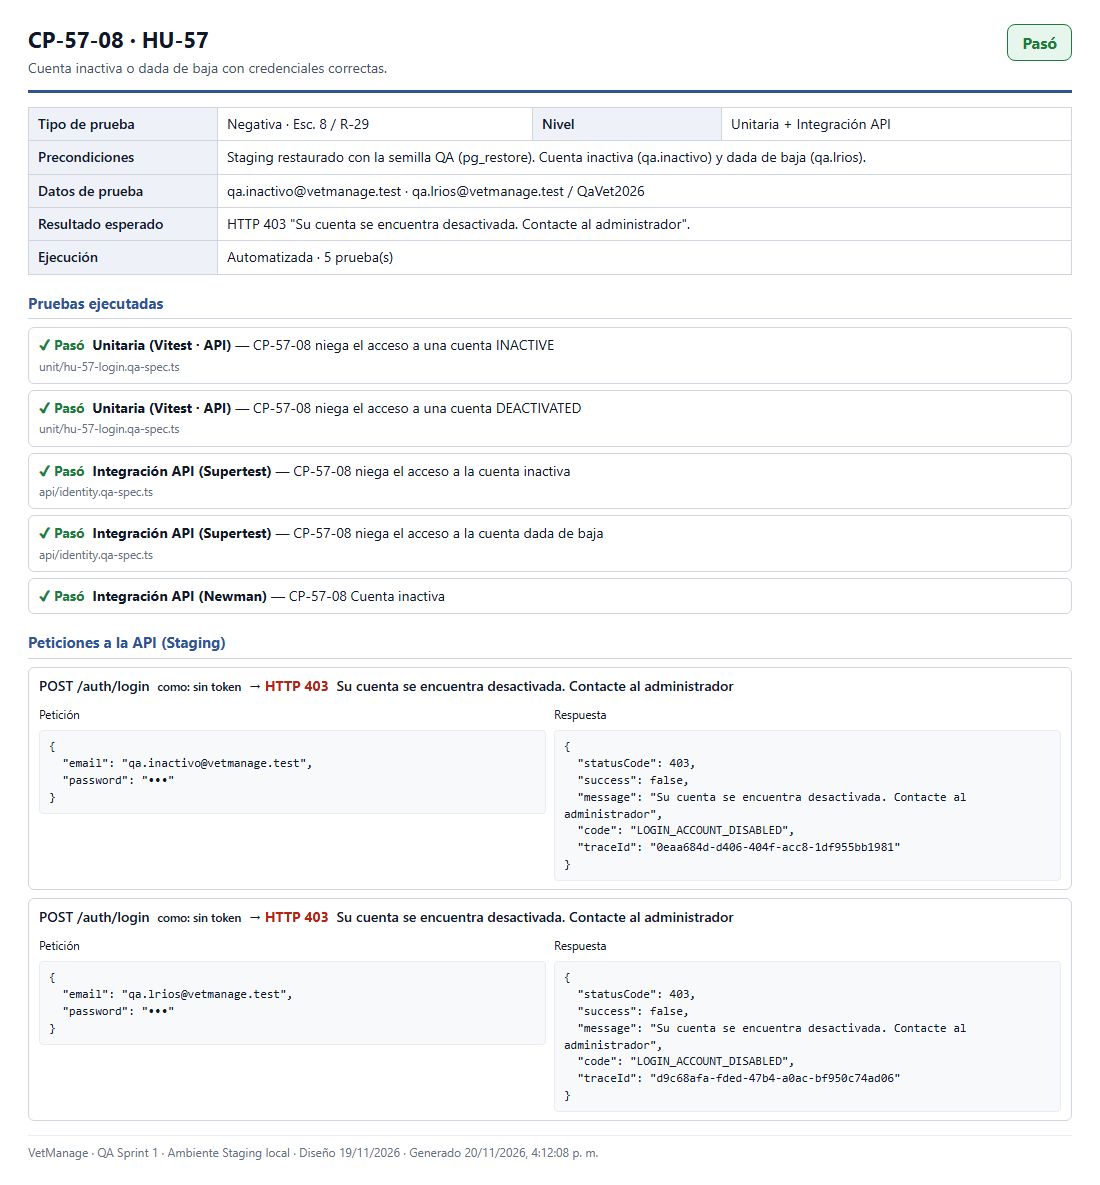 CP-57-08 · HU-57
Pasó
Cuenta inactiva o dada de baja con credenciales correctas.
Tipo de prueba Negativa · Esc. 8 / R-29 Nivel Unitaria + Integración API
Precondiciones Staging restaurado con la semilla QA (pg_restore). Cuenta inactiva (qa.inactivo) y dada de baja (qa.lrios).
Datos de prueba qa.inactivo@vetmanage.test · qa.lrios@vetmanage.test / QaVet2026
Resultado esperado HTTP 403 "Su cuenta se encuentra desactivada. Contacte al administrador".
Ejecución Automatizada · 5 prueba(s)
Pruebas ejecutadas
✓ Pasó Unitaria (Vitest · API) — CP-57-08 niega el acceso a una cuenta INACTIVE
unit/hu-57-login.qa-spec.ts
✓ Pasó Unitaria (Vitest · API) — CP-57-08 niega el acceso a una cuenta DEACTIVATED
unit/hu-57-login.qa-spec.ts
✓ Pasó Integración API (Supertest) — CP-57-08 niega el acceso a la cuenta inactiva
api/identity.qa-spec.ts
✓ Pasó Integración API (Supertest) — CP-57-08 niega el acceso a la cuenta dada de baja
api/identity.qa-spec.ts
✓ Pasó Integración API (Newman) — CP-57-08 Cuenta inactiva
Peticiones a la API (Staging)
POST /auth/login como: sin token → HTTP 403 Su cuenta se encuentra desactivada. Contacte al administrador
Petición
{
"email": "qa.inactivo@vetmanage.test",
"password": "•••"
}
Respuesta
{
"statusCode": 403,
"success": false,
"message": "Su cuenta se encuentra desactivada. Contacte al
administrador",
"code": "LOGIN_ACCOUNT_DISABLED",
"traceId": "0eaa684d-d406-404f-acc8-1df955bb1981"
}
POST /auth/login como: sin token → HTTP 403 Su cuenta se encuentra desactivada. Contacte al administrador
Petición
{
"email": "qa.lrios@vetmanage.test",
"password": "•••"
}
Respuesta
{
"statusCode": 403,
"success": false,
"message": "Su cuenta se encuentra desactivada. Contacte al
administrador",
"code": "LOGIN_ACCOUNT_DISABLED",
"traceId": "d9c68afa-fded-47b4-a0ac-bf950c74ad06"
}
VetManage · QA Sprint 1 · Ambiente Staging local · Diseño 19/11/2026 · Generado 20/11/2026, 4:12:08 p. m.